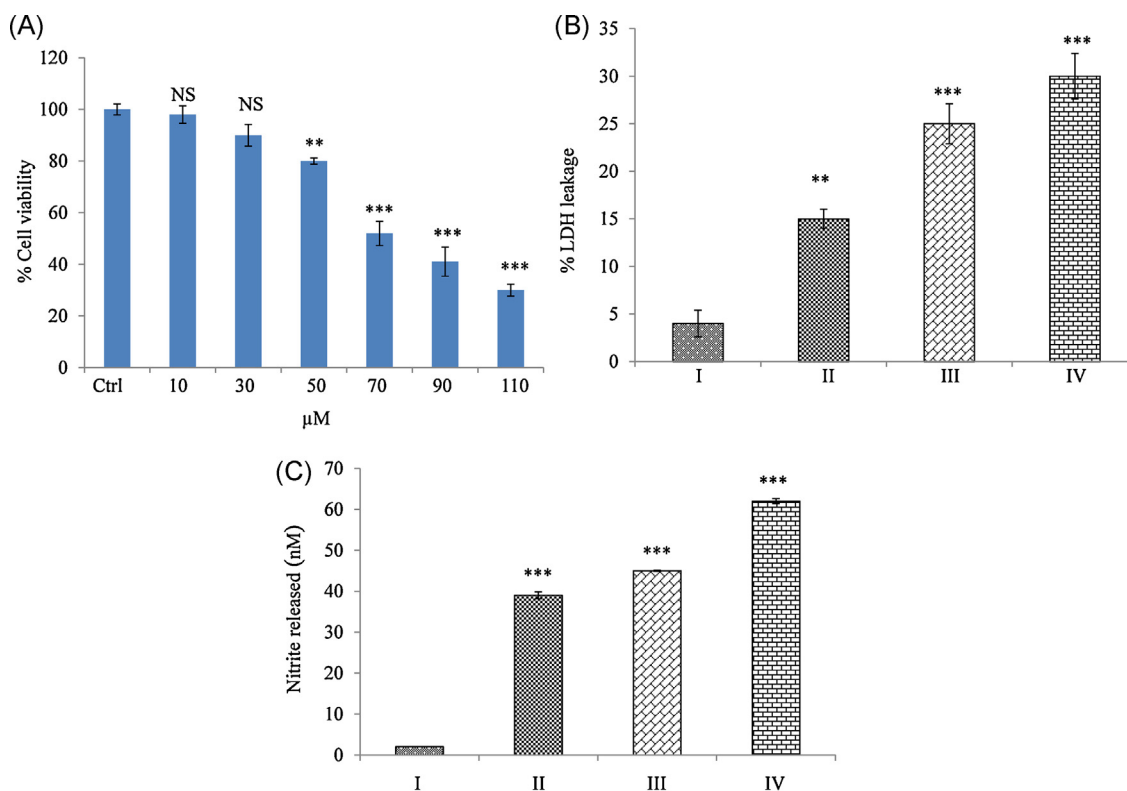 (A)
% Cell viability
120
100
80
60
40
20
0
NS
NS
**
***
***
***
Ctrl 10 30 50 70 90 110
µM
(B)
% LDH leakage
35
30
25
20
15
10
5
0
**
***
***
I II III IV
(C)
Nitrite released (nM)
70
60
50
40
30
20
10
0
***
***
***
I II III IV